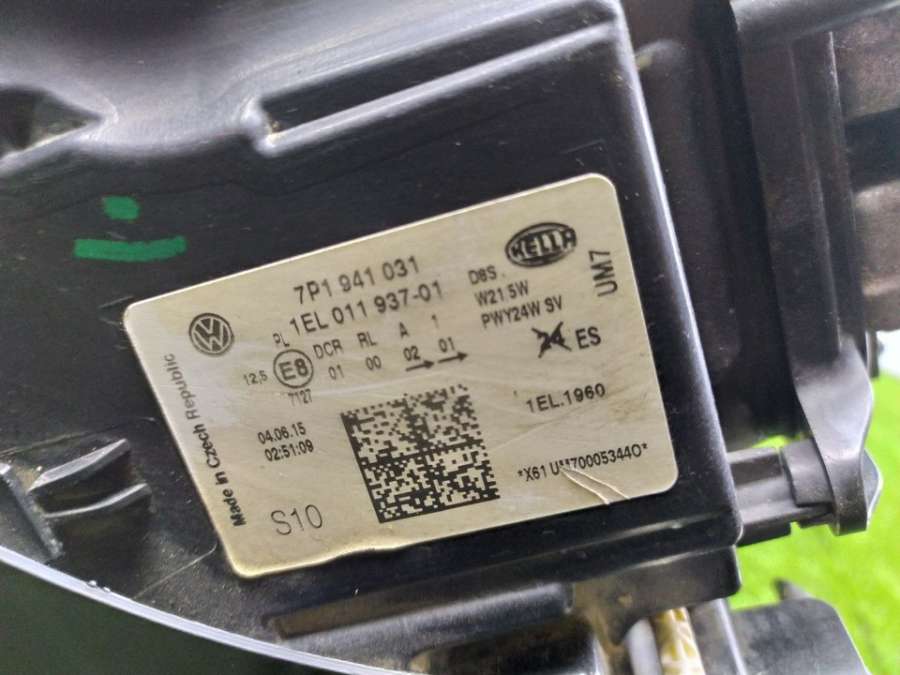 HELLA
7P1 941 031
1EL 011 937-01
D8S
W21.5W
PWY24W SV
UM7
PL
DCR RL A 1
01 00 02 01
12,5 E8
7127
ES
1EL.1960
04.06.15
02:51:09
Made in Czech Republic
S10